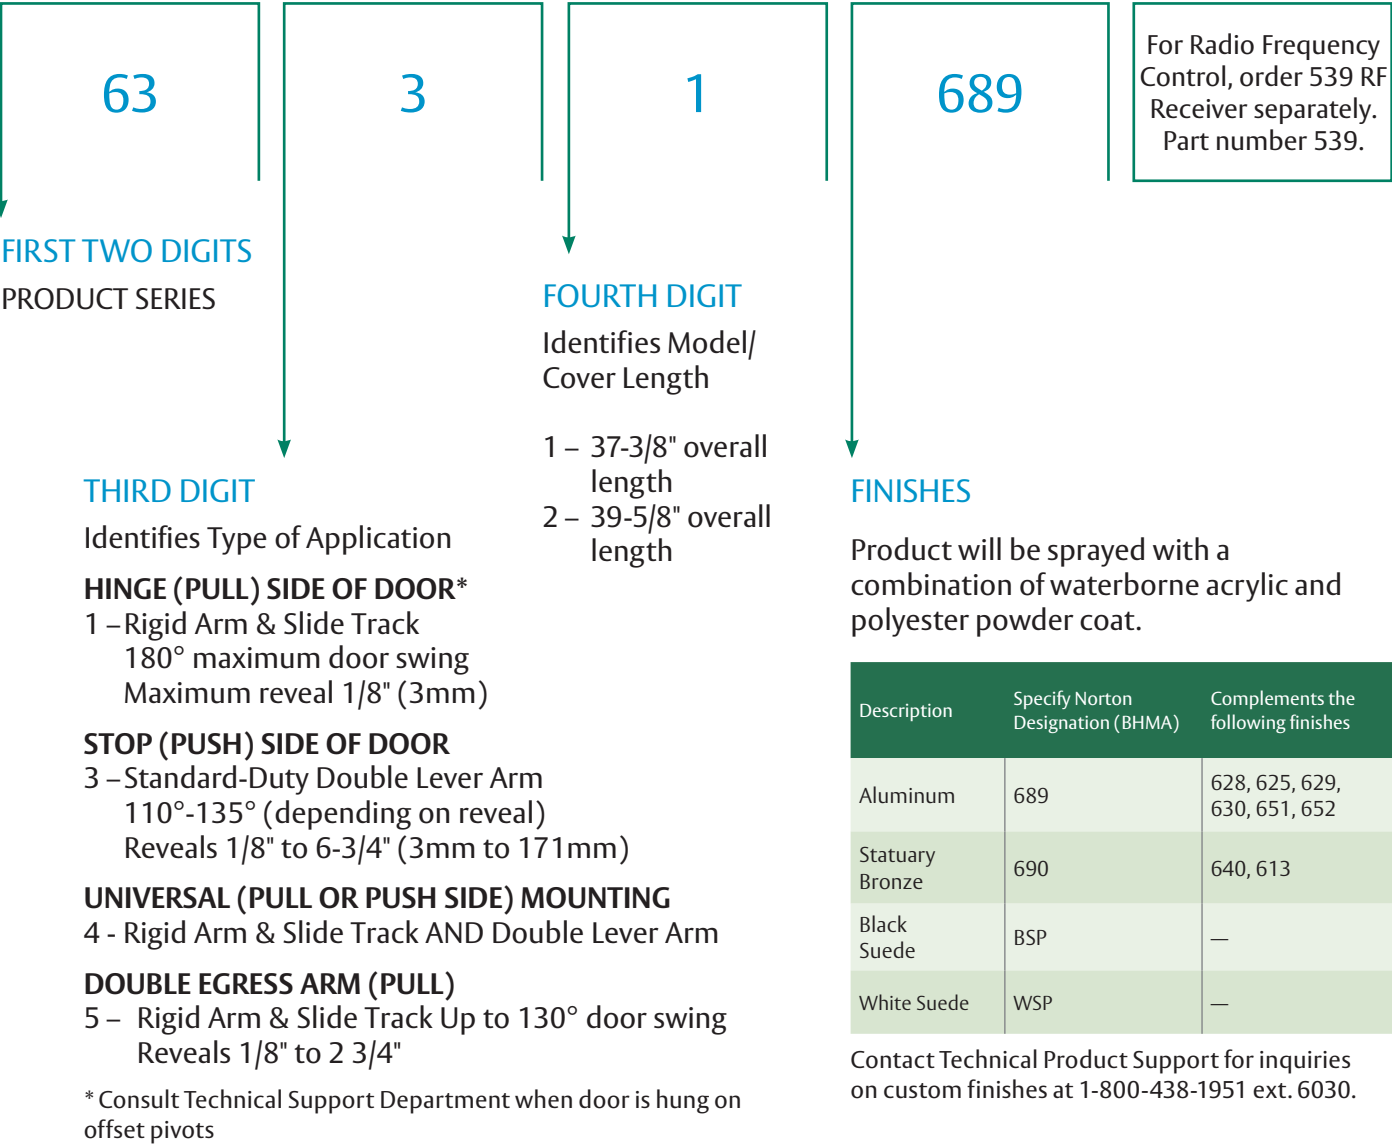 63
3
1
689
For Radio Frequency
Control, order 539 RF
Receiver separately.
Part number 539.
FIRST TWO DIGITS
PRODUCT SERIES
THIRD DIGIT
Identifies Type of Application
HINGE (PULL) SIDE OF DOOR*
1 – Rigid Arm & Slide Track
180° maximum door swing
Maximum reveal 1/8" (3mm)
STOP (PUSH) SIDE OF DOOR
3 – Standard-Duty Double Lever Arm
110°-135° (depending on reveal)
Reveals 1/8" to 6-3/4" (3mm to 171mm)
UNIVERSAL (PULL OR PUSH SIDE) MOUNTING
4 - Rigid Arm & Slide Track AND Double Lever Arm
DOUBLE EGRESS ARM (PULL)
5 – Rigid Arm & Slide Track Up to 130° door swing
Reveals 1/8" to 2 3/4"
* Consult Technical Support Department when door is hung on
offset pivots
FOURTH DIGIT
Identifies Model/
Cover Length
1 – 37-3/8" overall
length
2 – 39-5/8" overall
length
FINISHES
Product will be sprayed with a
combination of waterborne acrylic and
polyester powder coat.
Description
Specify Norton
Designation (BHMA)
Complements the
following finishes
Aluminum
689
628, 625, 629,
630, 651, 652
Statuary
Bronze
690
640, 613
Black
Suede
BSP
—
White Suede
WSP
—
Contact Technical Product Support for inquiries
on custom finishes at 1-800-438-1951 ext. 6030.